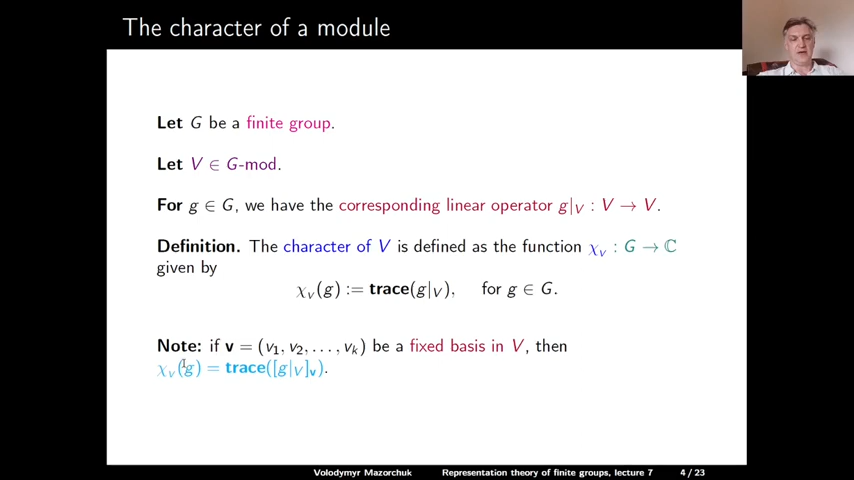 The character of a module
Let G be a finite group.
Let V ∈ G-mod.
For g ∈ G, we have the corresponding linear operator g|_V : V → V.
Definition. The character of V is defined as the function χ_V : G → ℂ
given by
χ_V(g) := trace(g|_V), for g ∈ G.
Note: if v = (v_1, v_2, . . . , v_k) be a fixed basis in V, then
χ_V(g) = trace([g|_V]_v).
Volodymyr Mazorchuk Representation theory of finite groups, lecture 7 4 / 23